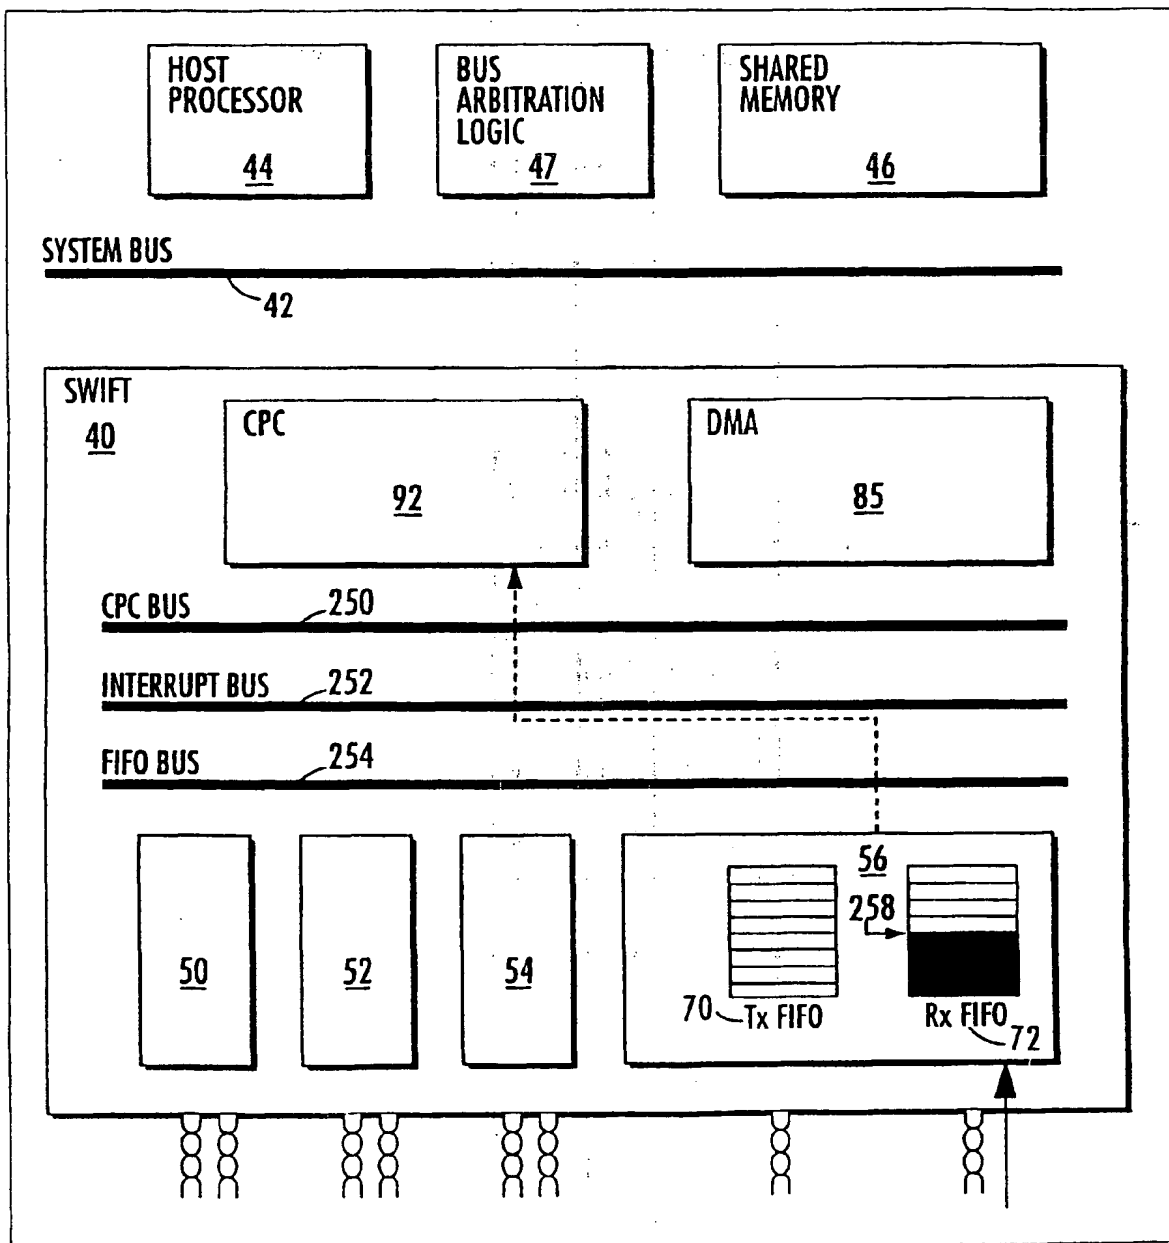 HOST
PROCESSOR
44
BUS
ARBITRATION
LOGIC
47
SHARED
MEMORY
46
SYSTEM BUS
42
SWIFT
40
CPC
92
DMA
85
CPC BUS
250
INTERRUPT BUS
252
FIFO BUS
254
50
52
54
56
258
70
Tx FIFO
Rx FIFO
72